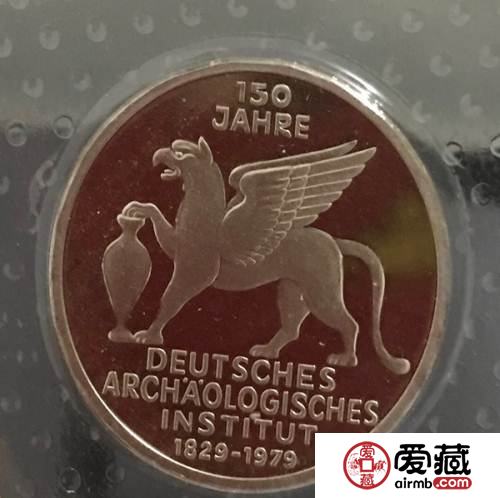 150
JAHRE
DEUTSCHES
ARCHÄOLOGISCHES
INSTITUT
1829-1979
爱藏
airmb.com